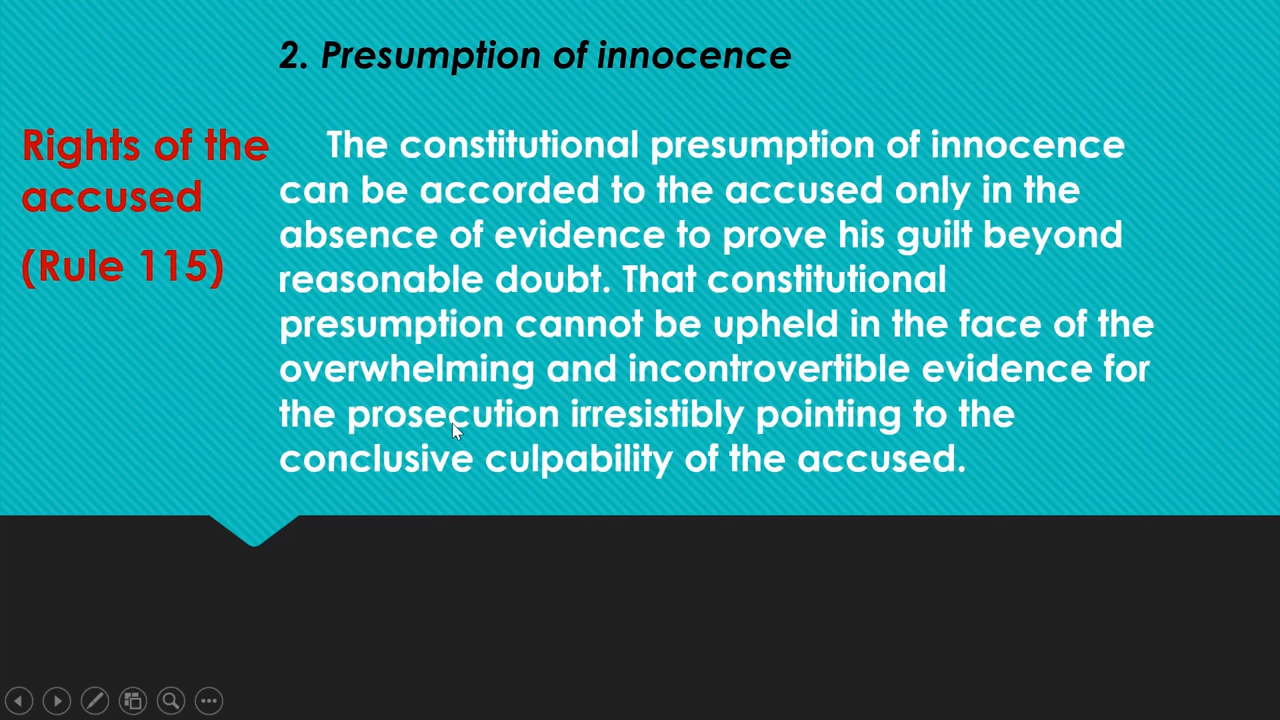 2. Presumption of innocence
Rights of the
accused
(Rule 115)
The constitutional presumption of innocence
can be accorded to the accused only in the
absence of evidence to prove his guilt beyond
reasonable doubt. That constitutional
presumption cannot be upheld in the face of the
overwhelming and incontrovertible evidence for
the prosecution irresistibly pointing to the
conclusive culpability of the accused.